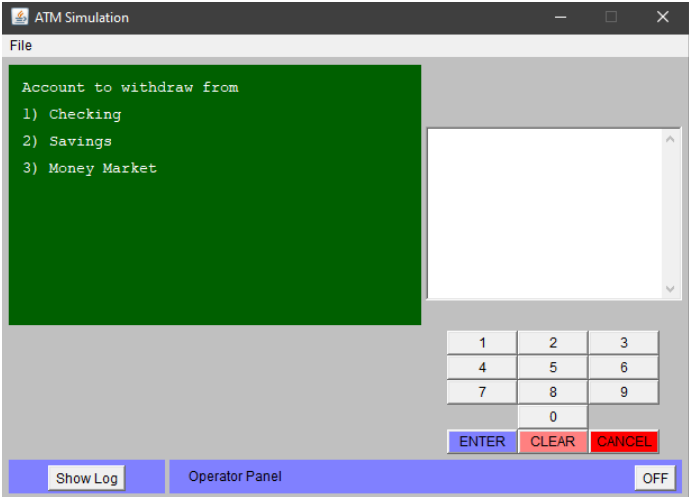 ATM Simulation
File
Account to withdraw from
1) Checking
2) Savings
3) Money Market
1 2 3
4 5 6
7 8 9
0
ENTER CLEAR CANCEL
Show Log Operator Panel OFF